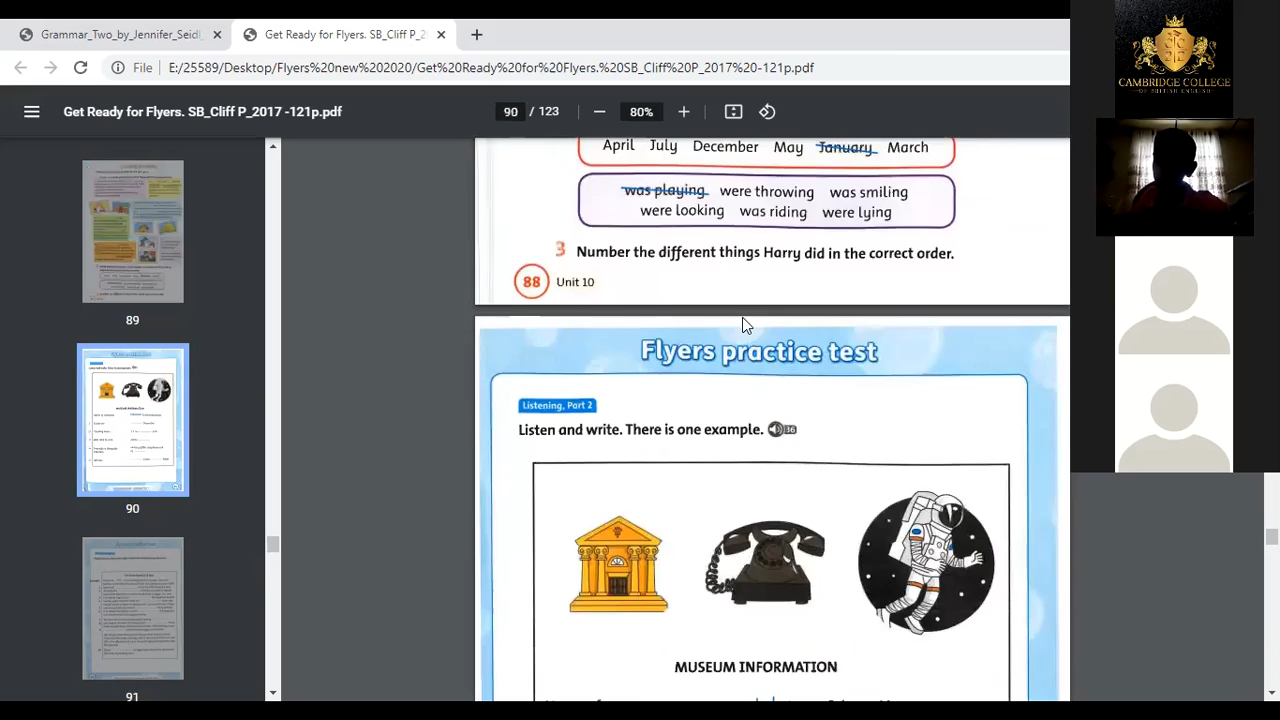 Grammar_Two_by_Jennifer_Seidl_
Get Ready for Flyers. SB_Cliff P_2
File
E:/25589/Desktop/Flyers%20new%202020/Get%20Ready%20for%20Flyers.%20SB_Cliff%20P_2017%20-121p.pdf
Get Ready for Flyers. SB_Cliff P_2017 -121p.pdf
90 / 123
80%
CAMBRIDGE COLLEGE
OF BRITISH ENGLISH
April July December May January March
was playing were throwing was smiling
were looking was riding were lying
3 Number the different things Harry did in the correct order.
88 Unit 10
89
90
91
Flyers practice test
Listening, Part 2
Listen and write. There is one example. 36
MUSEUM INFORMATION